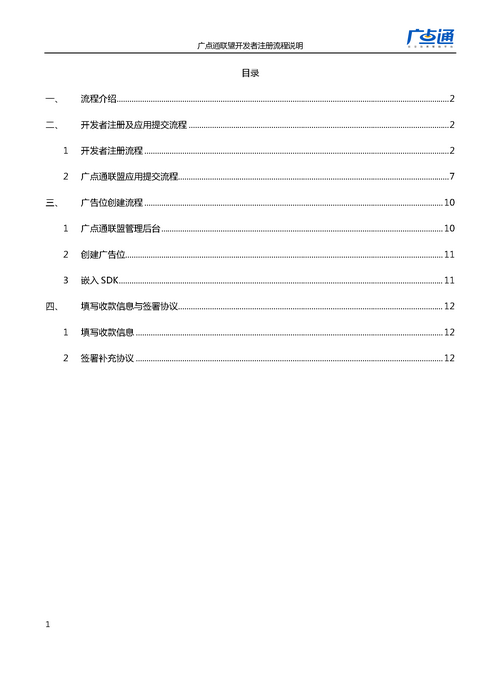 广点通联盟开发者注册流程说明
广点通
目录
一、 流程介绍 2
二、 开发者注册及应用提交流程 2
1 开发者注册流程 2
2 广点通联盟应用提交流程 7
三、 广告位创建流程 10
1 广点通联盟管理后台 10
2 创建广告位 11
3 嵌入 SDK 11
四、 填写收款信息与签署协议 12
1 填写收款信息 12
2 签署补充协议 12
1